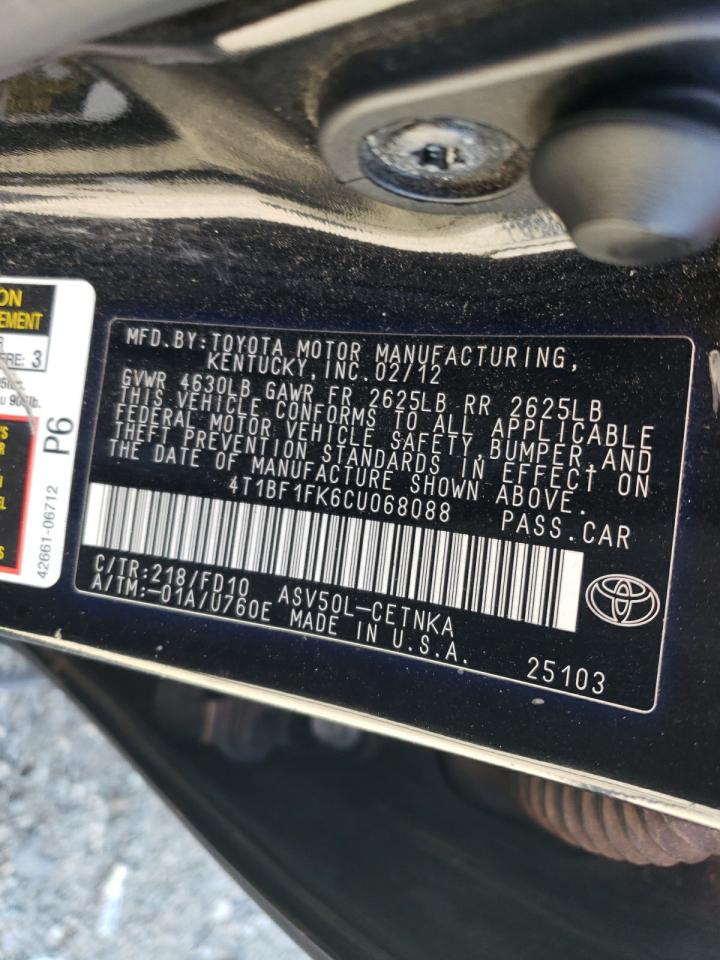 ON
EMENT
ERE: 3
P6
42661-06712
MFD.BY:TOYOTA MOTOR MANUFACTURING,
KENTUCKY, INC. 02/12
GVWR 4630LB GAWR FR 2625LB RR 2625LB
THIS VEHICLE CONFORMS TO ALL APPLICABLE
FEDERAL MOTOR VEHICLE SAFETY,BUMPER,AND
THEFT PREVENTION STANDARDS IN EFFECT ON
THE DATE OF MANUFACTURE SHOWN ABOVE.
4T1BF1FK6CU068088 PASS.CAR
C/TR:218/FD10 ASV50L-CETNKA
A/TM:-01A/U760E MADE IN U.S.A.
25103